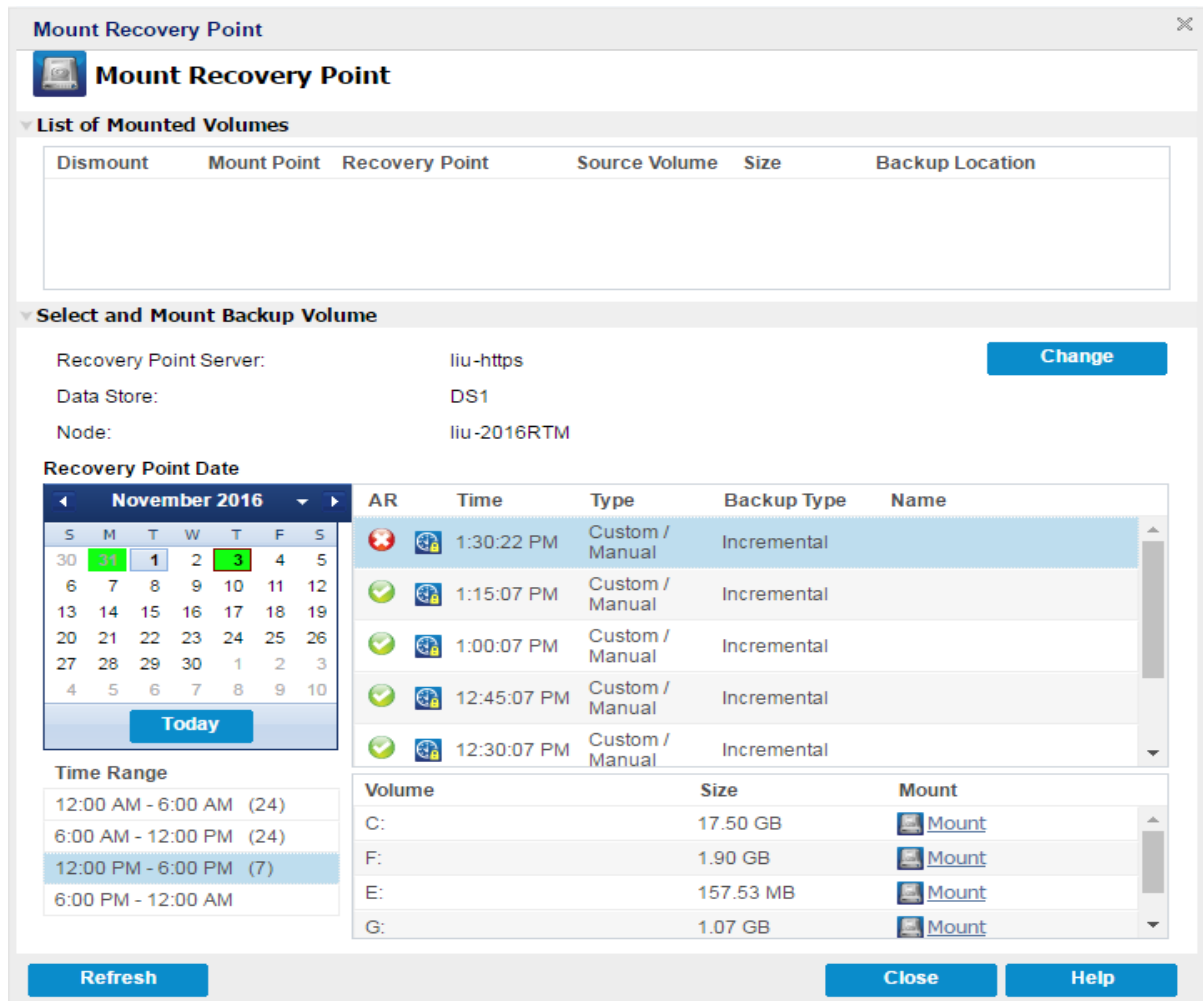 Mount Recovery Point
Mount Recovery Point
List of Mounted Volumes
Dismount Mount Point Recovery Point Source Volume Size Backup Location
Select and Mount Backup Volume
Recovery Point Server: liu-https Change
Data Store: DS1
Node: liu-2016RTM
Recovery Point Date
November 2016
S M T W T F S
30 31 1 2 3 4 5
6 7 8 9 10 11 12
13 14 15 16 17 18 19
20 21 22 23 24 25 26
27 28 29 30 1 2 3
4 5 6 7 8 9 10
Today
Time Range
12:00 AM - 6:00 AM (24)
6:00 AM - 12:00 PM (24)
12:00 PM - 6:00 PM (7)
6:00 PM - 12:00 AM
AR Time Type Backup Type Name
1:30:22 PM Custom / Manual Incremental
1:15:07 PM Custom / Manual Incremental
1:00:07 PM Custom / Manual Incremental
12:45:07 PM Custom / Manual Incremental
12:30:07 PM Custom / Manual Incremental
Volume Size Mount
C: 17.50 GB Mount
F: 1.90 GB Mount
E: 157.53 MB Mount
G: 1.07 GB Mount
Refresh Close Help